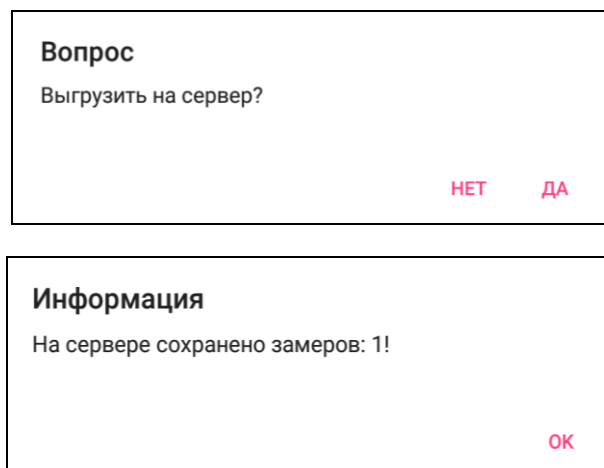 Вопрос
Выгрузить на сервер?
НЕТ ДА
Информация
На сервере сохранено замеров: 1!
ОК